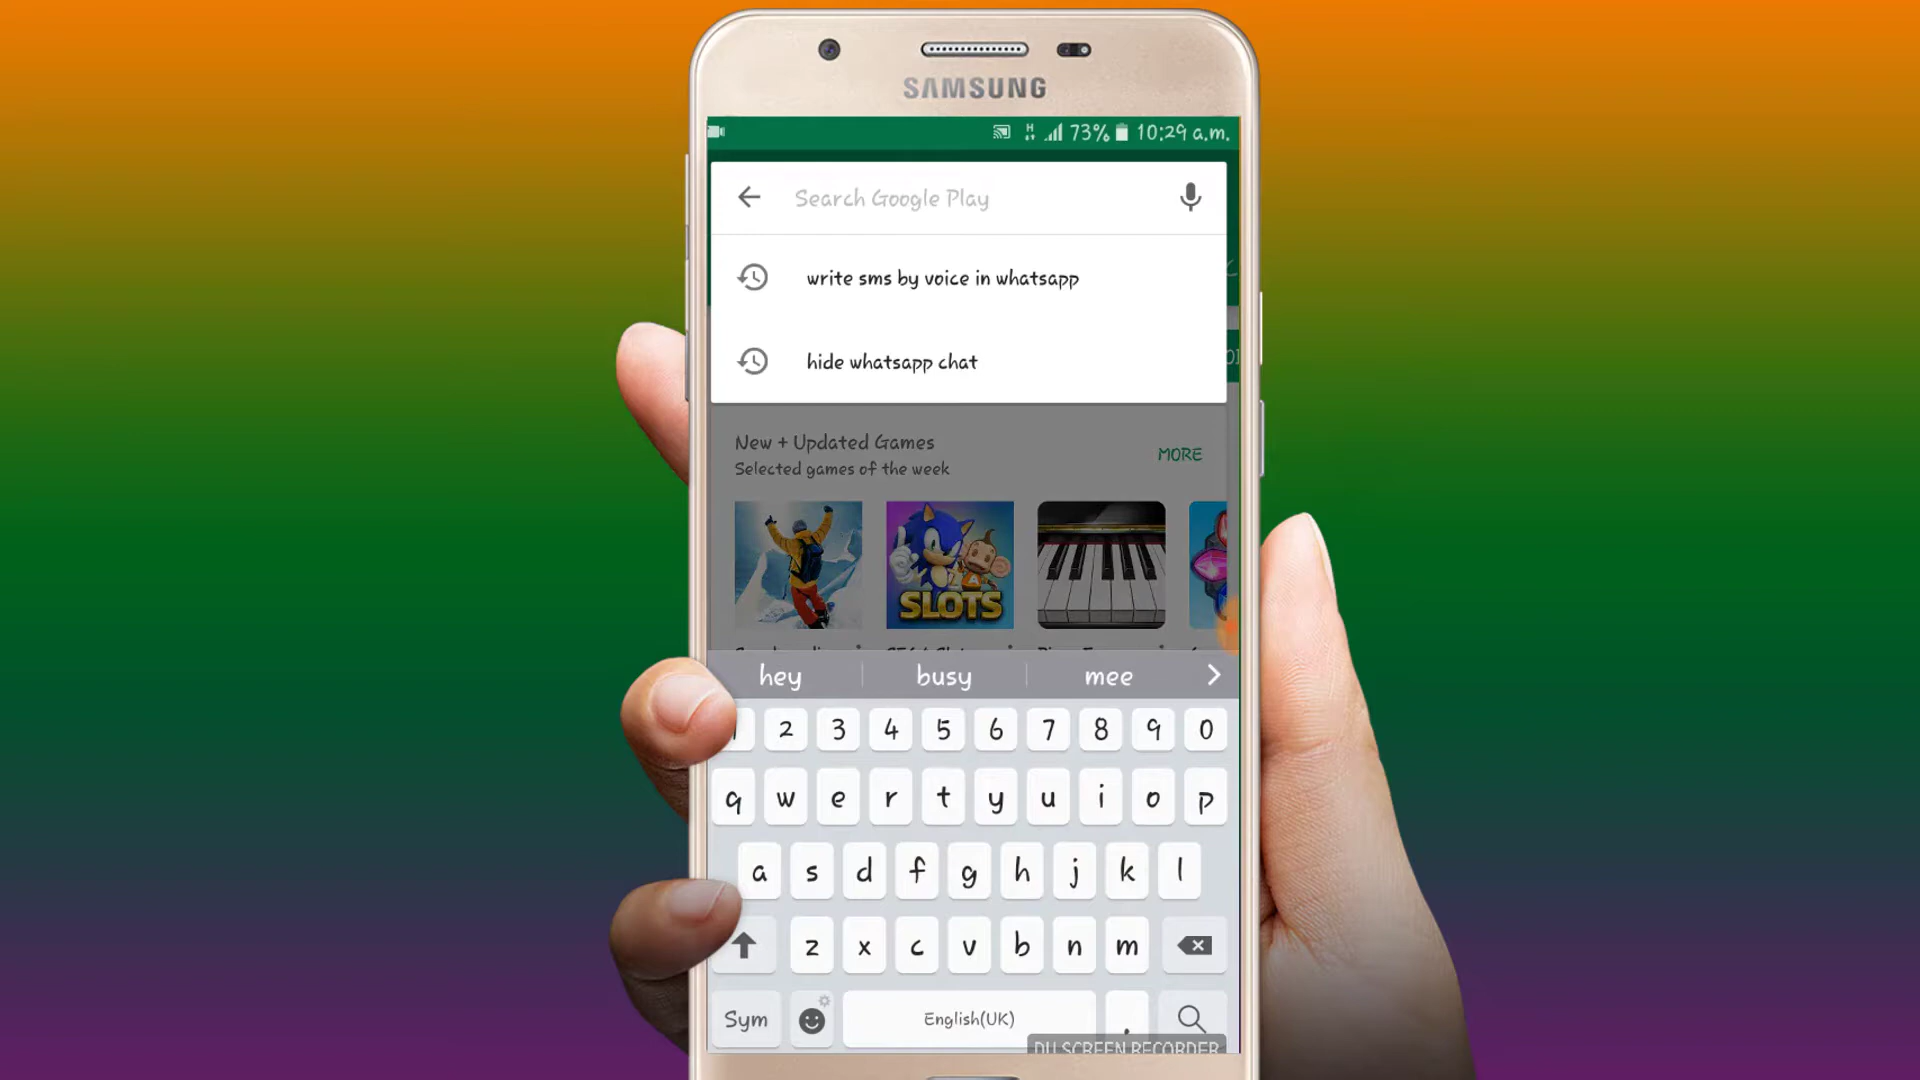 SAMSUNG
73% 10:29 a.m.
Search Google Play
write sms by voice in whatsapp
hide whatsapp chat
New + Updated Games
MORE
Selected games of the week
SLOTS
hey busy mee
2 3 4 5 6 7 8 9 0
q w e r t y u i o p
a s d f g h j k l
z x c v b n m
Sym English(UK) .
DU SCREEN RECORDER